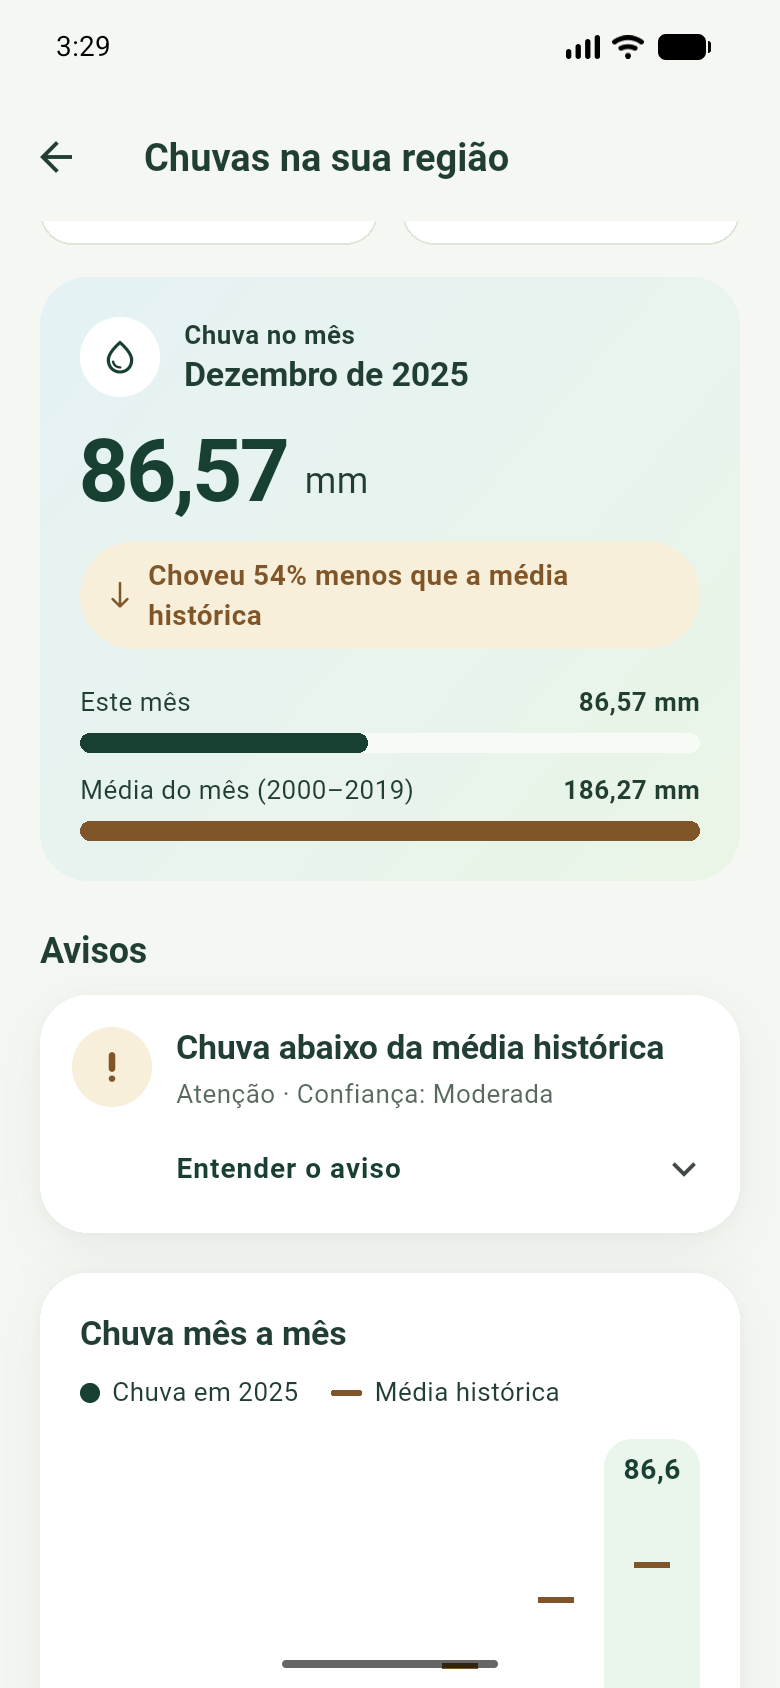 3:29
Chuvas na sua região
Chuva no mês
Dezembro de 2025
86,57 mm
Choveu 54% menos que a média
histórica
Este mês 86,57 mm
Média do mês (2000–2019) 186,27 mm
Avisos
Chuva abaixo da média histórica
Atenção · Confiança: Moderada
Entender o aviso
Chuva mês a mês
Chuva em 2025 Média histórica
86,6